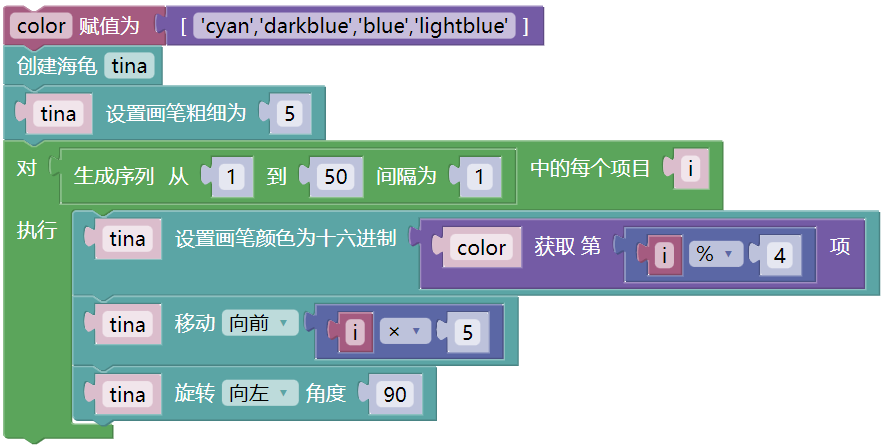 color 赋值为 [ 'cyan','darkblue','blue','lightblue' ]
创建海龟 tina
tina 设置画笔粗细为 5
对 生成序列 从 1 到 50 间隔为 1 中的每个项目 i
执行 tina 设置画笔颜色为十六进制 color 获取 第 i % 4 项
tina 移动 向前 i × 5
tina 旋转 向左 角度 90